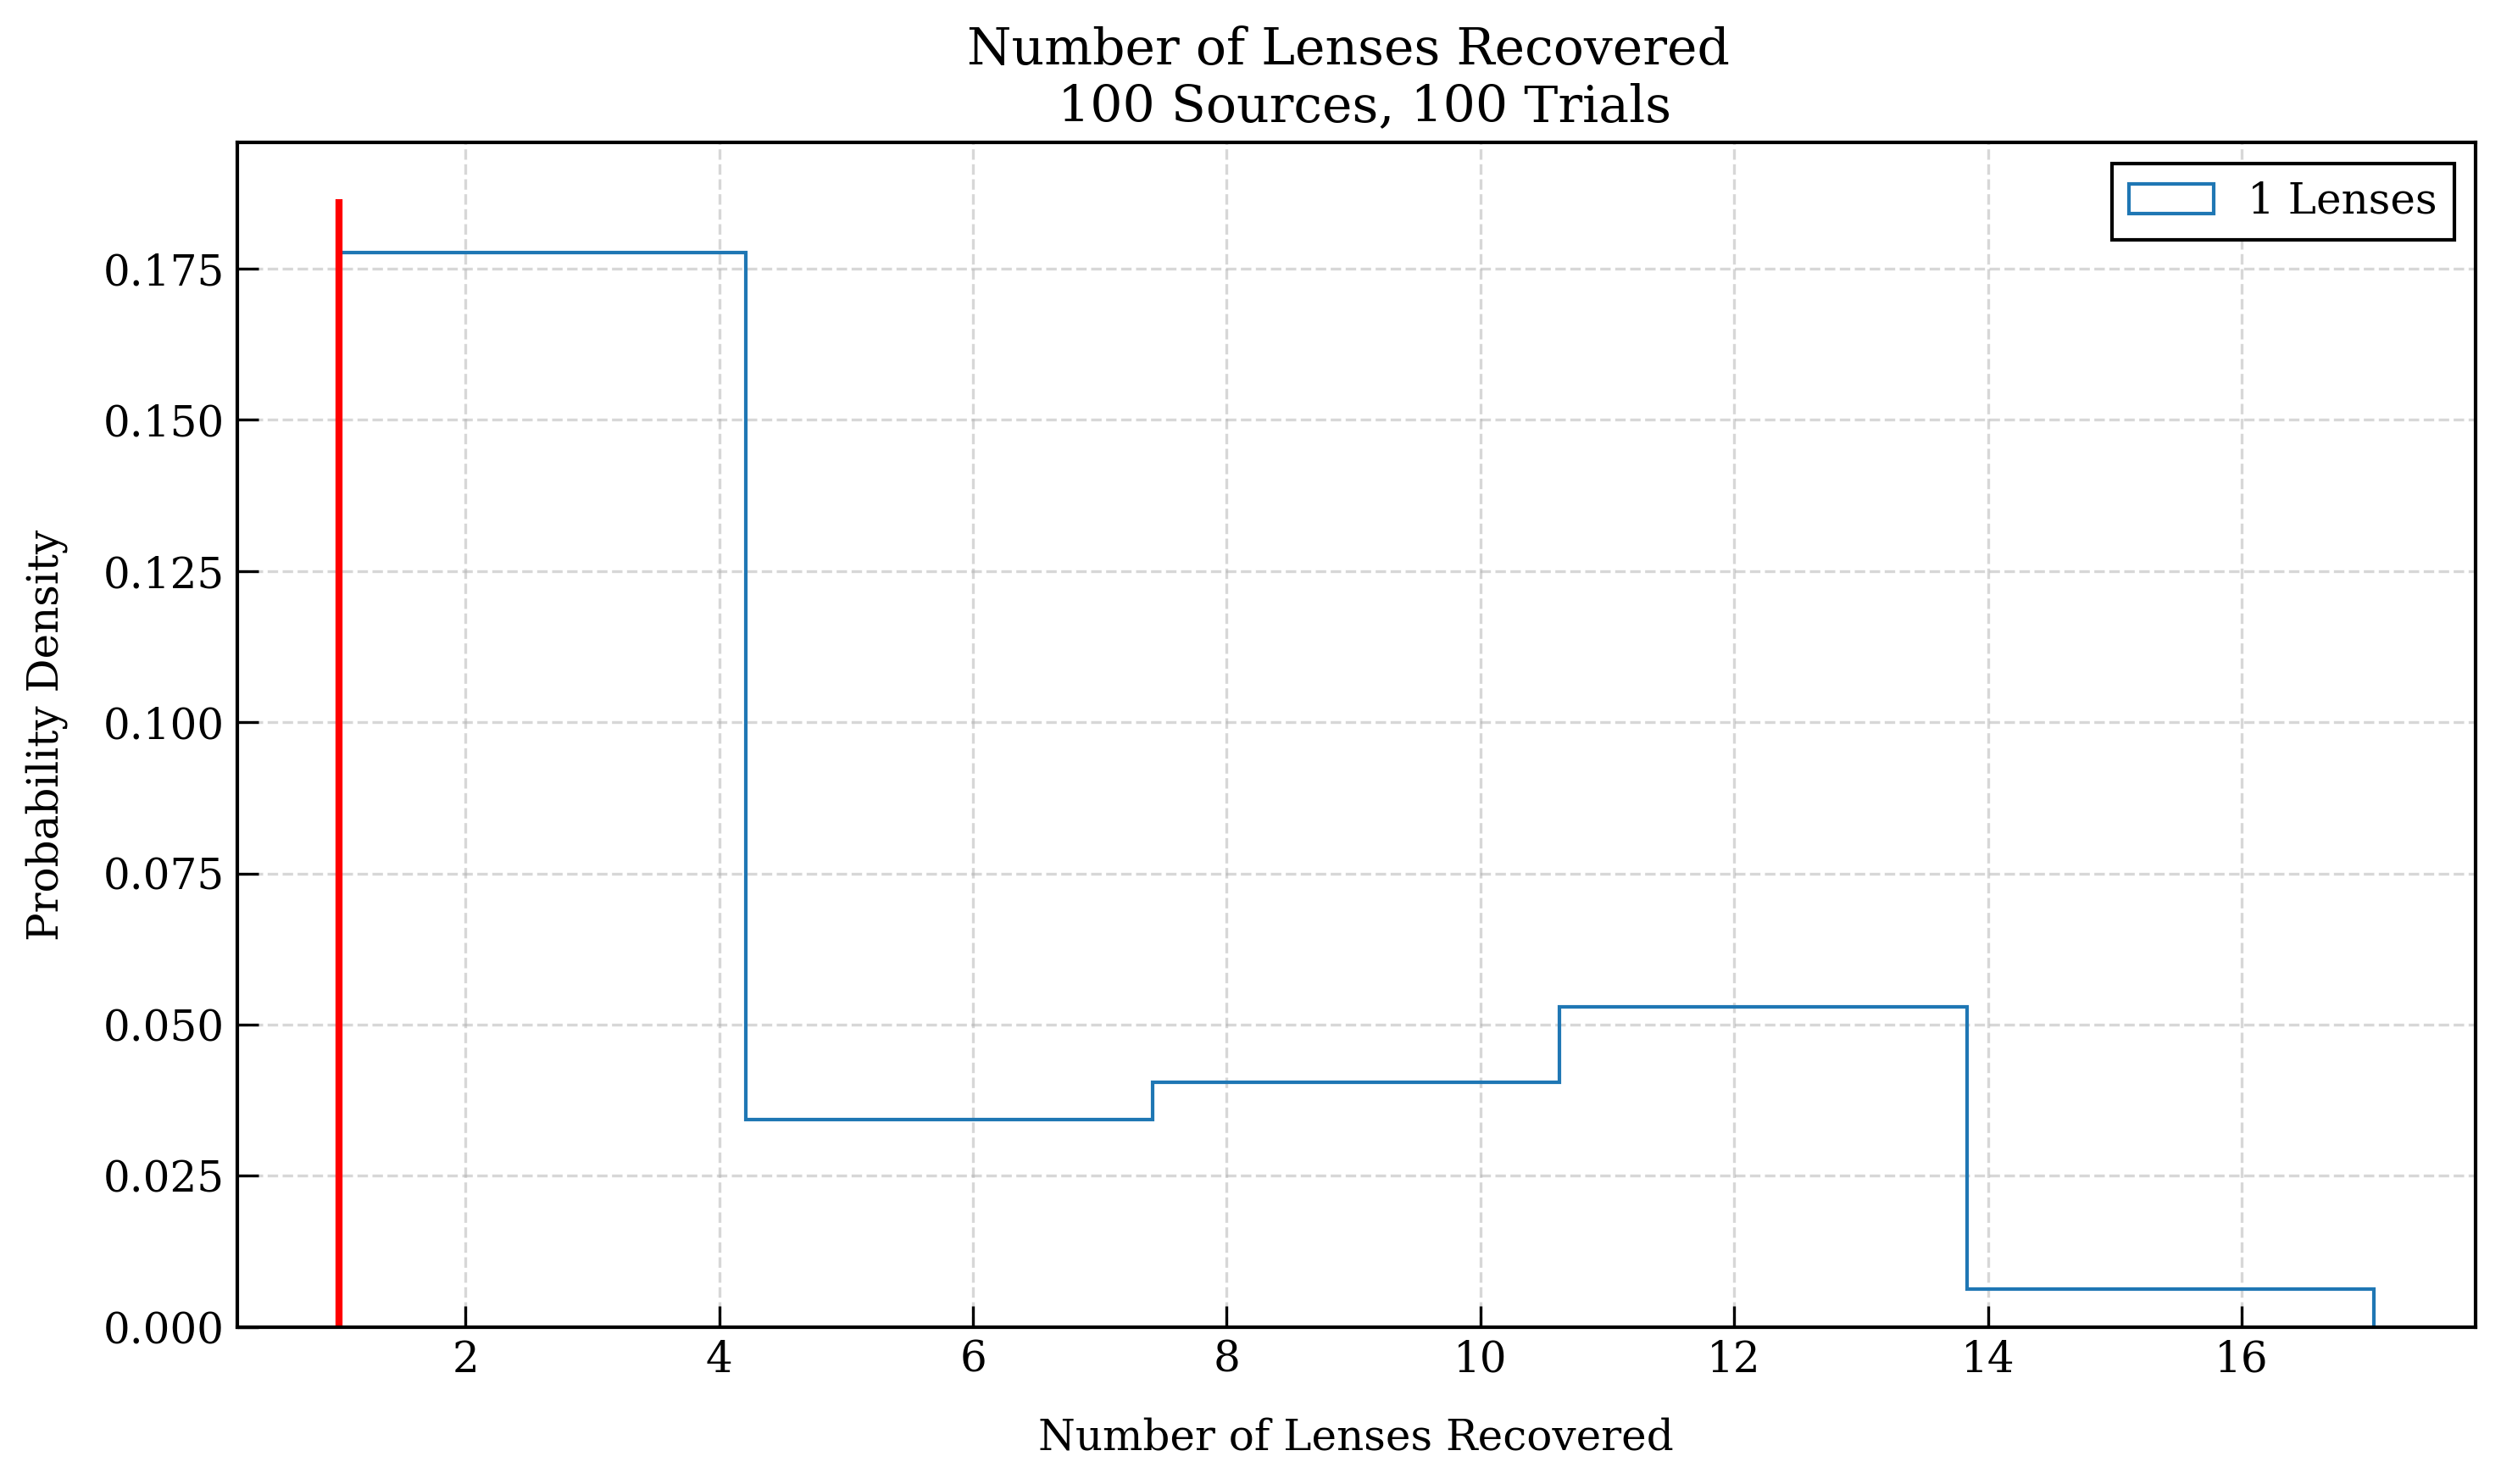 Number of Lenses Recovered
100 Sources, 100 Trials
1 Lenses
Probability Density
0.175
0.150
0.125
0.100
0.075
0.050
0.025
0.000
2 4 6 8 10 12 14 16
Number of Lenses Recovered